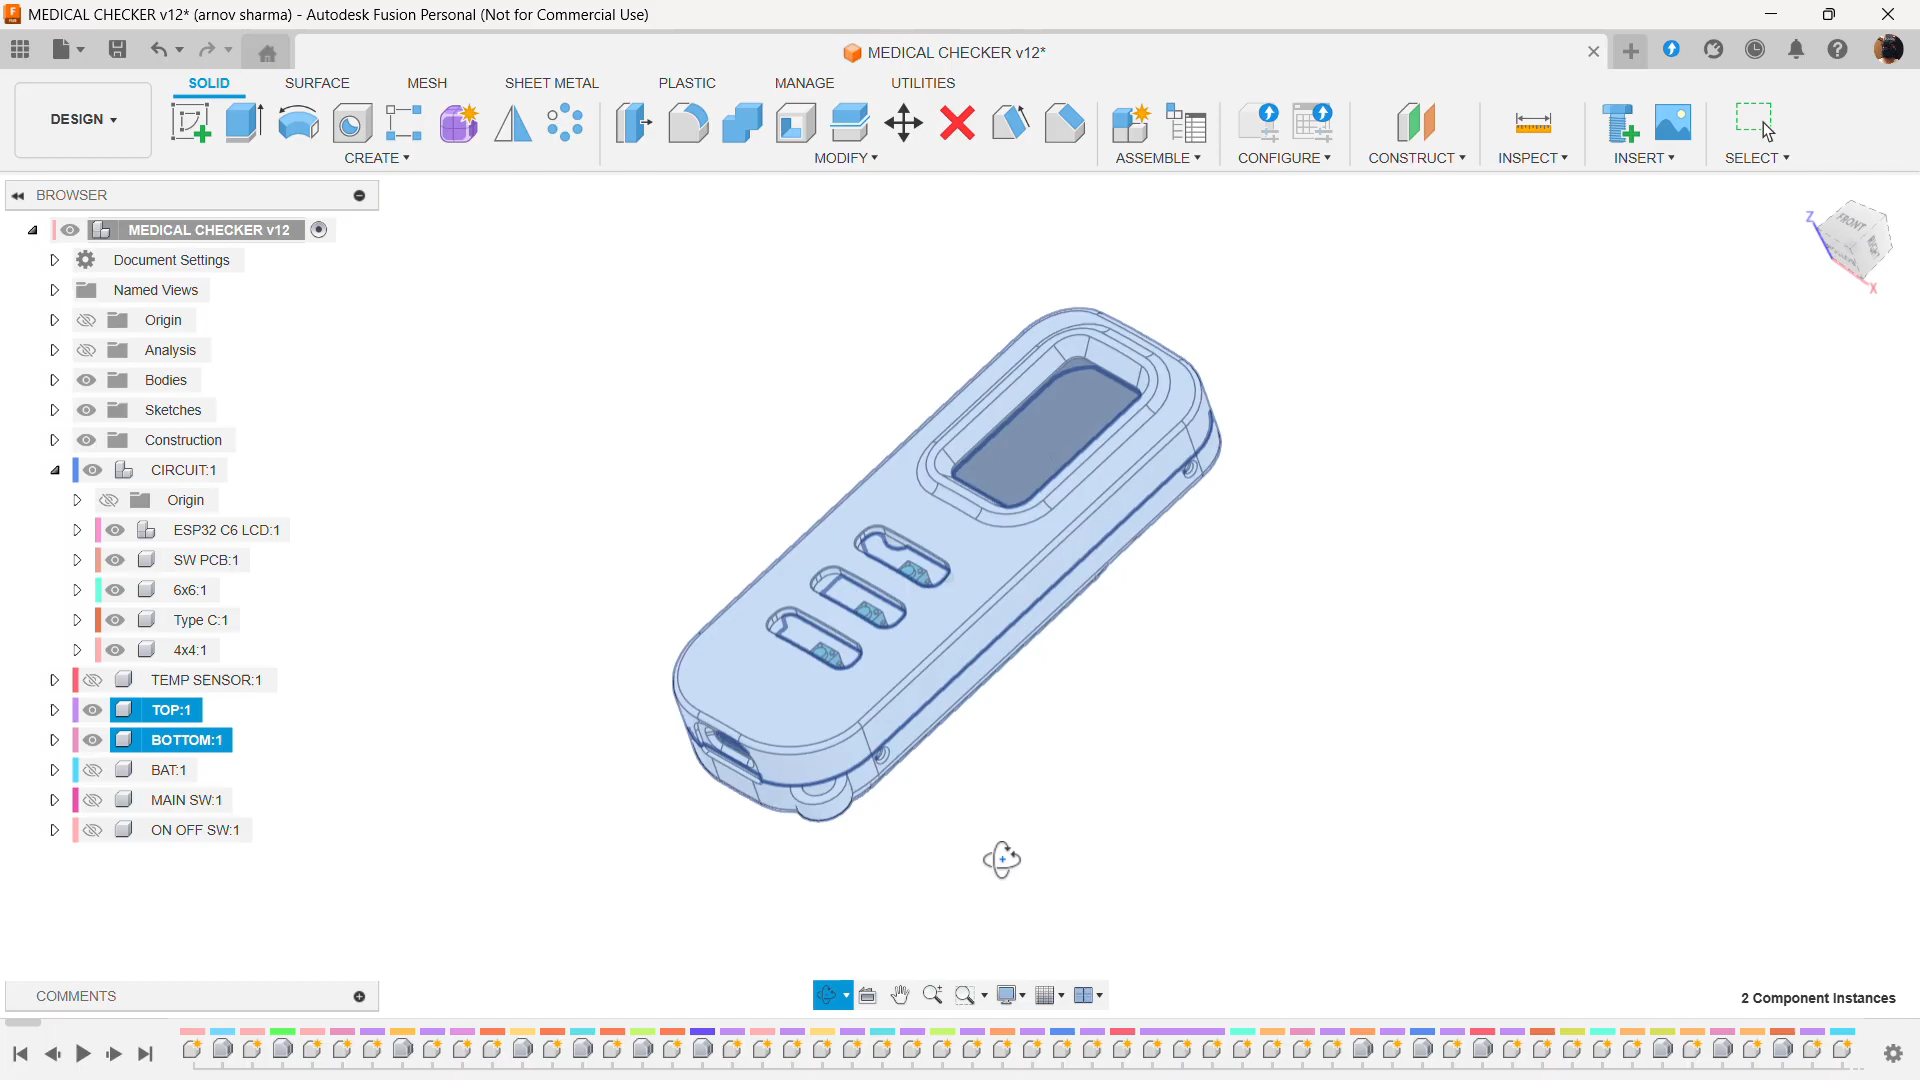 MEDICAL CHECKER v12* (arnov sharma) - Autodesk Fusion Personal (Not for Commercial Use)
MEDICAL CHECKER v12*
SOLID SURFACE MESH SHEET METAL PLASTIC MANAGE UTILITIES
DESIGN
CREATE MODIFY ASSEMBLE CONFIGURE CONSTRUCT INSPECT INSERT SELECT
BROWSER
MEDICAL CHECKER v12
Document Settings
Named Views
Origin
Analysis
Bodies
Sketches
Construction
CIRCUIT:1
Origin
ESP32 C6 LCD:1
SW PCB:1
6x6:1
Type C:1
4x4:1
TEMP SENSOR:1
TOP:1
BOTTOM:1
BAT:1
MAIN SW:1
ON OFF SW:1
Z
FRONT
X
COMMENTS
2 Component Instances